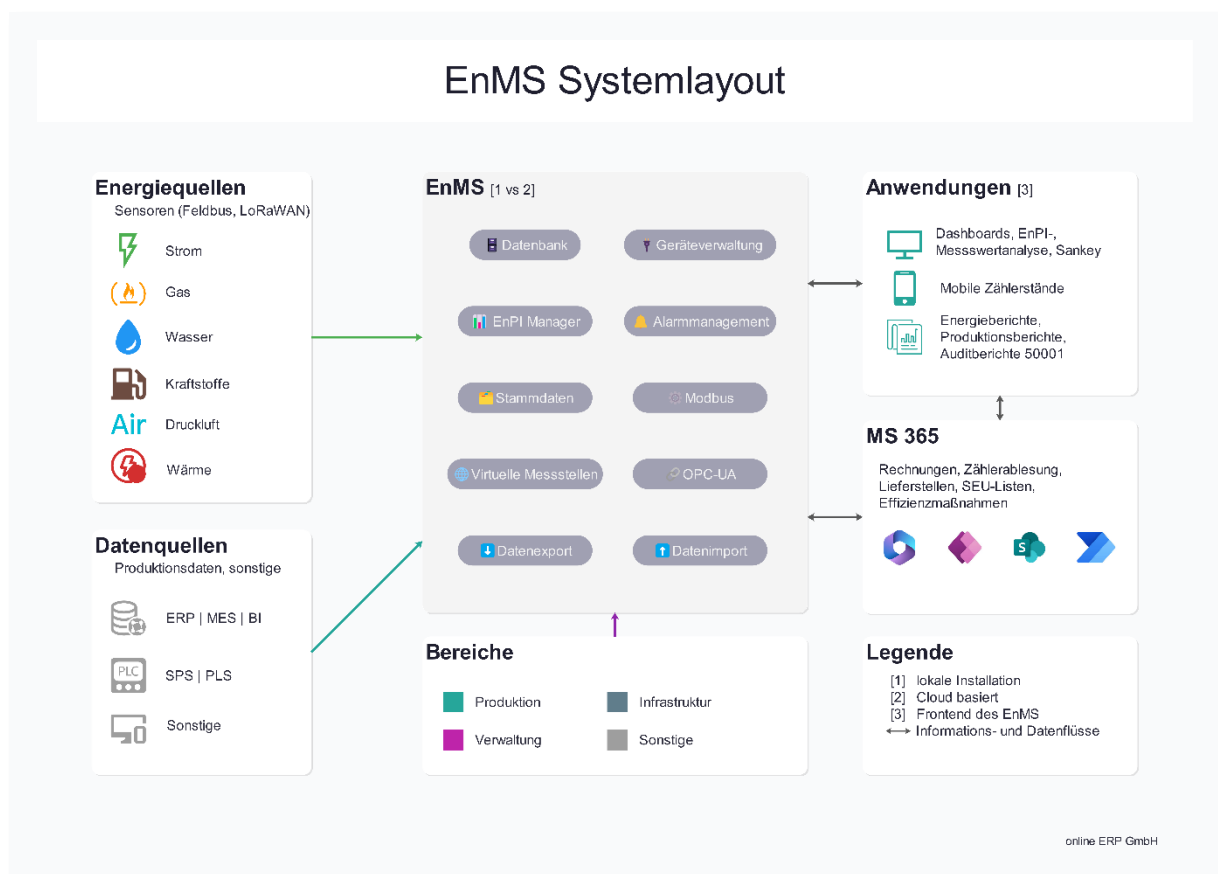 EnMS Systemlayout
Energiequellen
Sensoren (Feldbus, LoRaWAN)
Strom
Gas
Wasser
Kraftstoffe
Air Druckluft
Wärme
Datenquellen
Produktionsdaten, sonstige
ERP | MES | BI
PLC SPS | PLS
Sonstige
EnMS [1 vs 2]
Datenbank
Geräteverwaltung
EnPI Manager
Alarmmanagement
Stammdaten
Modbus
Virtuelle Messstellen
OPC-UA
Datenexport
Datenimport
Bereiche
Produktion
Infrastruktur
Verwaltung
Sonstige
Anwendungen [3]
Dashboards, EnPI-,
Messwertanalyse, Sankey
Mobile Zählerstände
Energieberichte,
Produktionsberichte,
Auditberichte 50001
MS 365
Rechnungen, Zählerablesung,
Lieferstellen, SEU-Listen,
Effizienzmaßnahmen
S
Legende
[1] lokale Installation
[2] Cloud basiert
[3] Frontend des EnMS
Informations- und Datenflüsse
online ERP GmbH